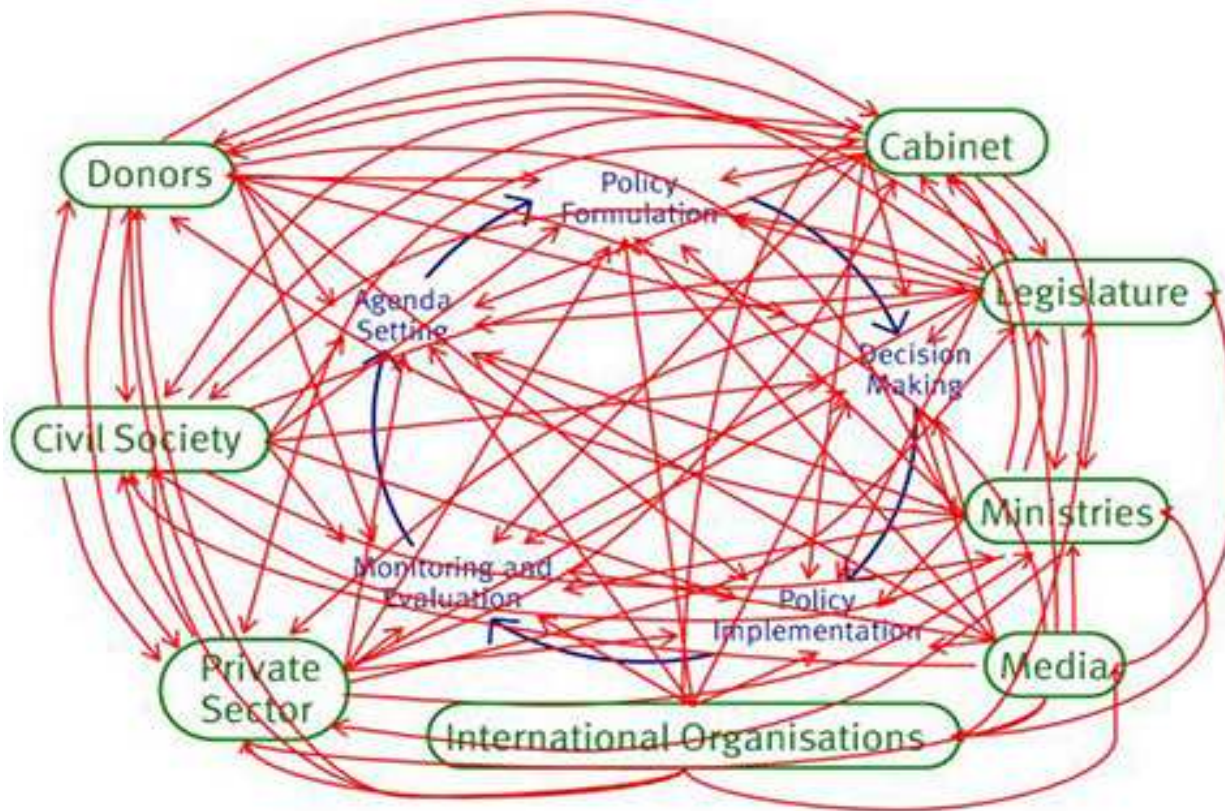 Donors
Cabinet
Policy
Formulation
Legislature
Agenda
Setting
Decision
Making
Civil Society
Ministries
Monitoring and
Evaluation
Policy
Implementation
Private
Sector
Media
International Organisations